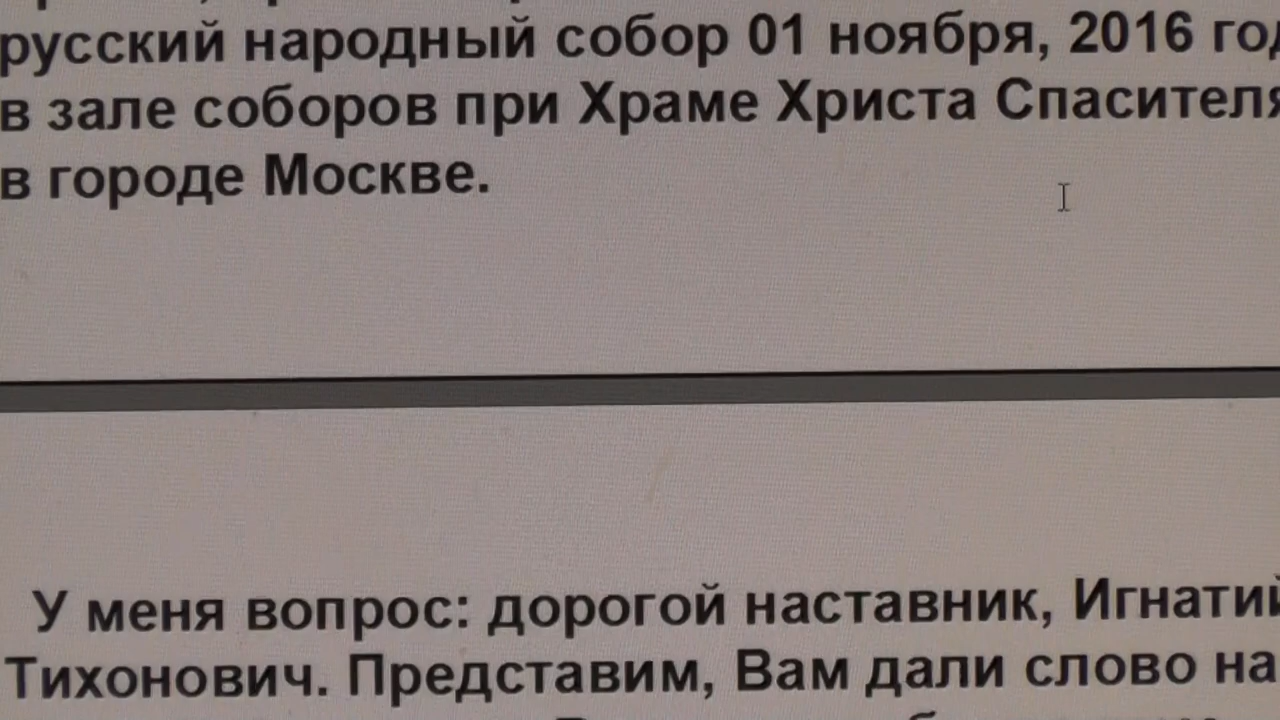 русский народный собор 01 ноября, 2016 год
в зале соборов при Храме Христа Спасителя
в городе Москве.
У меня вопрос: дорогой наставник, Игнатий
Тихонович. Представим, Вам дали слово на